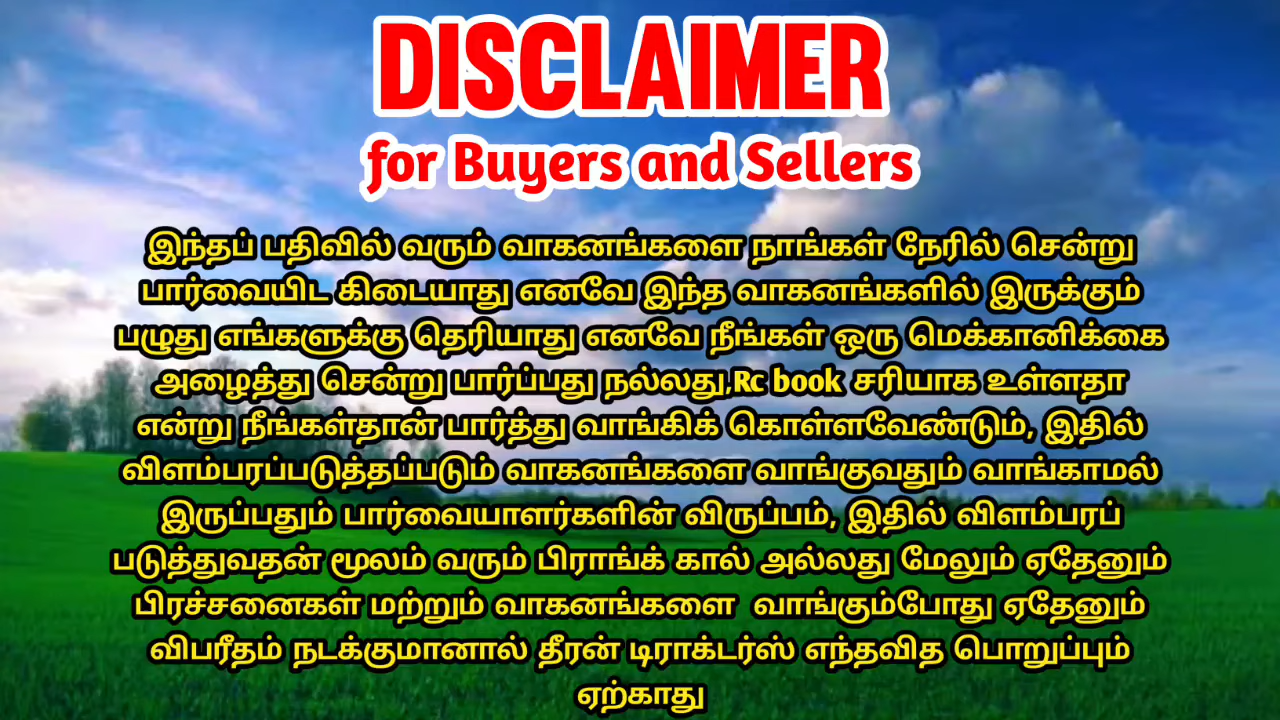 DISCLAIMER
for Buyers and Sellers
இந்தப் பதிவில் வரும் வாகனங்களை நாங்கள் நேரில் சென்று
பார்வையிட கிடையாது எனவே இந்த வாகனங்களில் இருக்கும்
பழுது எங்களுக்கு தெரியாது எனவே நீங்கள் ஒரு மெக்கானிக்கை
அழைத்து சென்று பார்ப்பது நல்லது,Rc book சரியாக உள்ளதா
என்று நீங்கள்தான் பார்த்து வாங்கிக் கொள்ளவேண்டும், இதில்
விளம்பரப்படுத்தப்படும் வாகனங்களை வாங்குவதும் வாங்காமல்
இருப்பதும் பார்வையாளர்களின் விருப்பம், இதில் விளம்பரப்
படுத்துவதன் மூலம் வரும் பிராங்க் கால் அல்லது மேலும் ஏதேனும்
பிரச்சனைகள் மற்றும் வாகனங்களை வாங்கும்போது ஏதேனும்
விபரீதம் நடக்குமானால் தீரன் டிராக்டர்ஸ் எந்தவித பொறுப்பும்
ஏற்காது